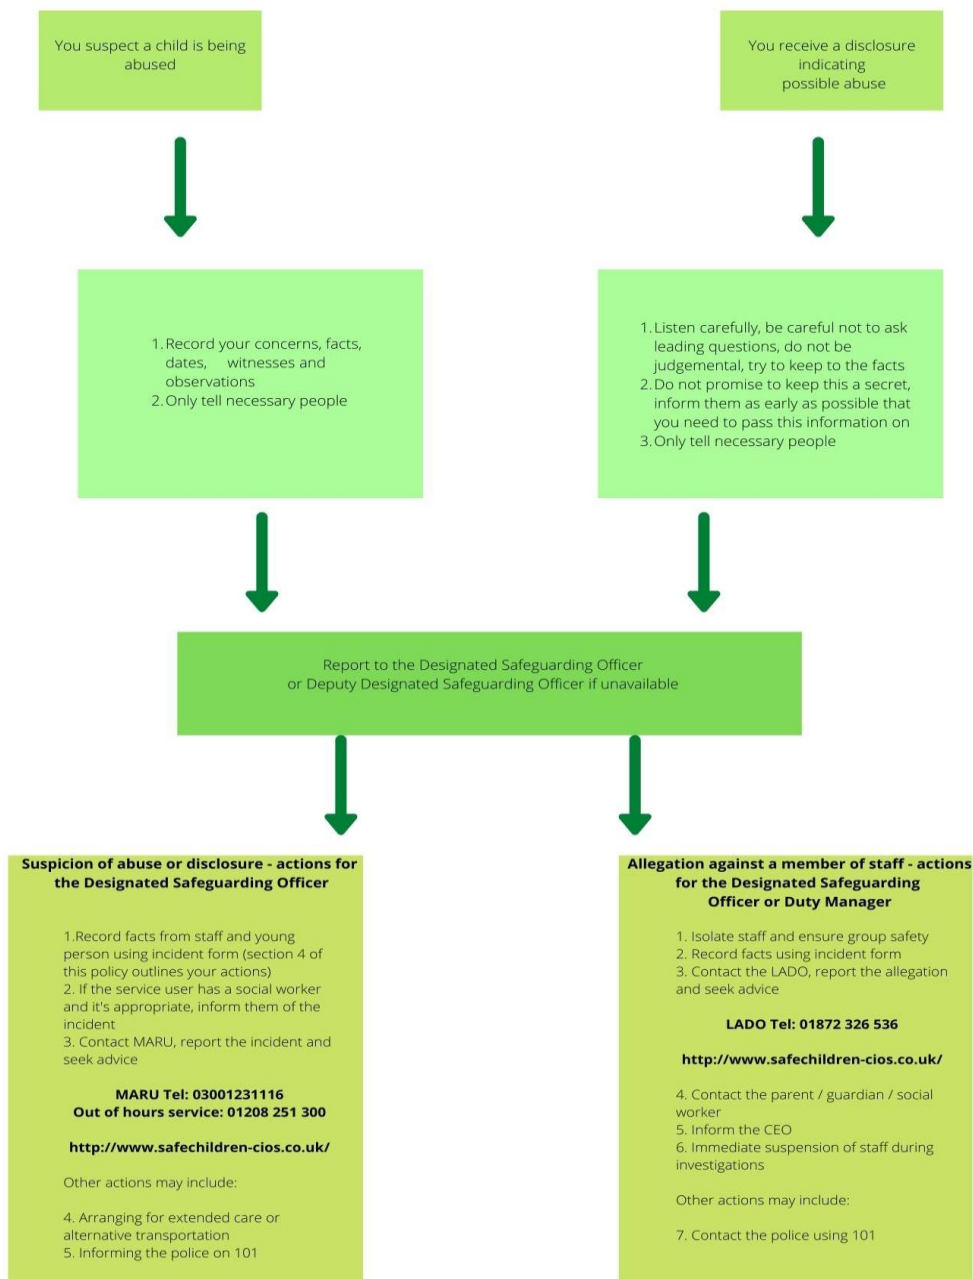 You suspect a child is being
abused
You receive a disclosure
indicating
possible abuse
1. Record your concerns, facts,
dates, witnesses and
observations
2. Only tell necessary people
1. Listen carefully, be careful not to ask
leading questions, do not be
judgemental, try to keep to the facts
2. Do not promise to keep this a secret,
inform them as early as possible that
you need to pass this information on
3. Only tell necessary people
Report to the Designated Safeguarding Officer
or Deputy Designated Safeguarding Officer if unavailable
Suspicion of abuse or disclosure - actions for
the Designated Safeguarding Officer
1.Record facts from staff and young
person using incident form (section 4 of
this policy outlines your actions)
2. If the service user has a social worker
and it's appropriate, inform them of the
incident
3. Contact MARU, report the incident and
seek advice
MARU Tel: 03001231116
Out of hours service: 01208 251 300
http://www.safechildren-cios.co.uk/
Other actions may include:
4. Arranging for extended care or
alternative transportation
5. Informing the police on 101
Allegation against a member of staff - actions
for the Designated Safeguarding
Officer or Duty Manager
1. Isolate staff and ensure group safety
2. Record facts using incident form
3. Contact the LADO, report the allegation
and seek advice
LADO Tel: 01872 326 536
http://www.safechildren-cios.co.uk/
4. Contact the parent / guardian / social
worker
5. Inform the CEO
6. Immediate suspension of staff during
investigations
Other actions may include:
7. Contact the police using 101